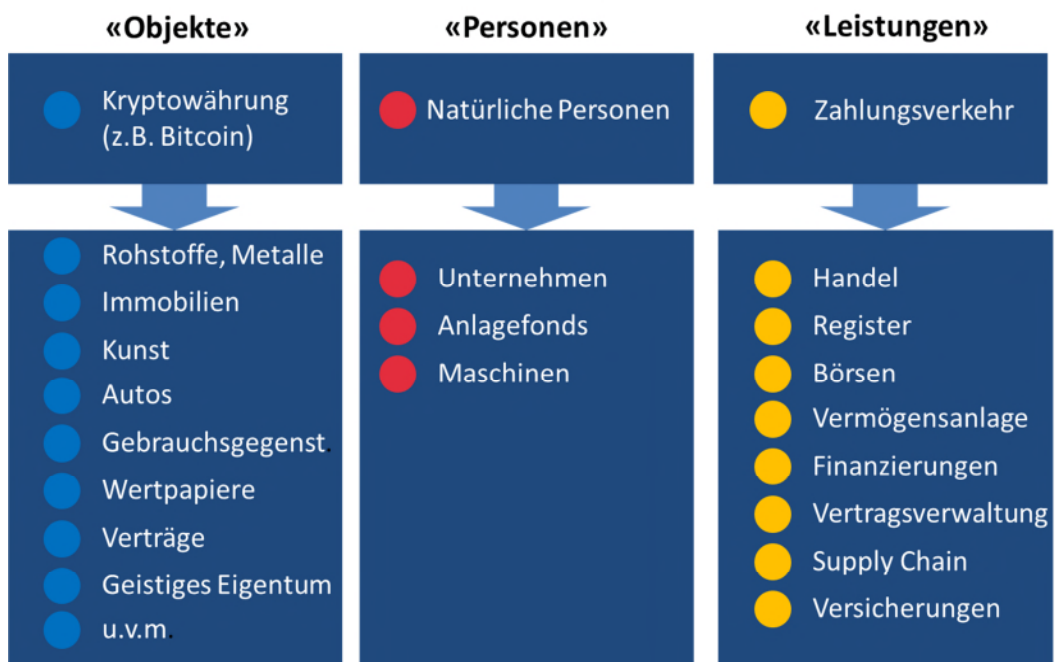 «Objekte»
Kryptowährung
(z.B. Bitcoin)
Rohstoffe, Metalle
Immobilien
Kunst
Autos
Gebrauchsgegenst.
Wertpapiere
Verträge
Geistiges Eigentum
u.v.m.
«Personen»
Natürliche Personen
Unternehmen
Anlagefonds
Maschinen
«Leistungen»
Zahlungsverkehr
Handel
Register
Börsen
Vermögensanlage
Finanzierungen
Vertragsverwaltung
Supply Chain
Versicherungen